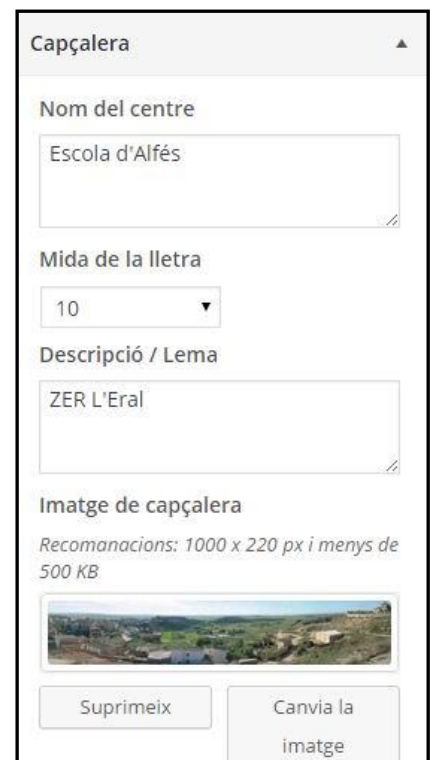 Capçalera
Nom del centre
Escola d'Alfés
Mida de la lletra
10
Descripció / Lema
ZER L'Eral
Imatge de capçalera
Recomanacions: 1000 x 220 px i menys de
500 KB
Suprimeix
Canvia la
imatge